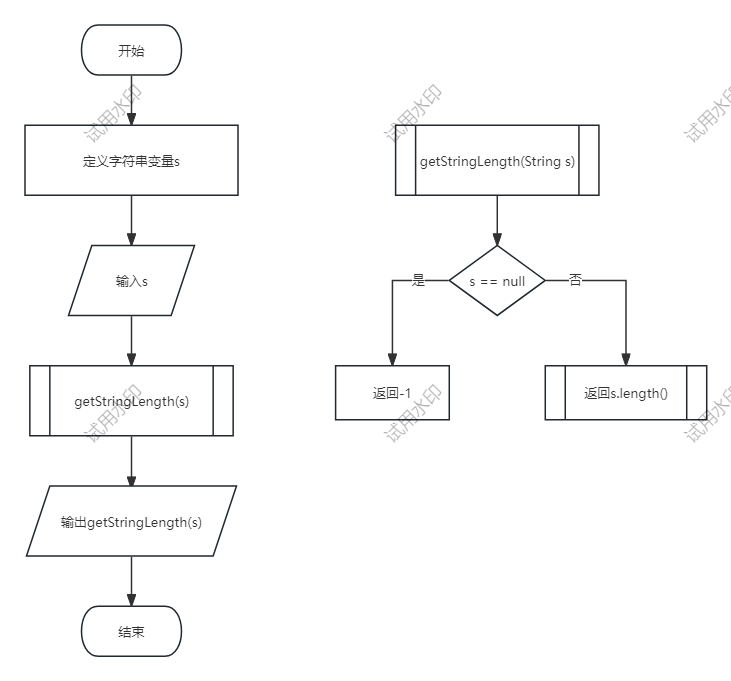 开始
定义字符串变量s
输入s
getStringLength(s)
输出getStringLength(s)
结束
getStringLength(String s)
s == null
是
否
返回-1
返回s.length()
试用水印
试用水印
试用水印
试用水印
试用水印
试用水印